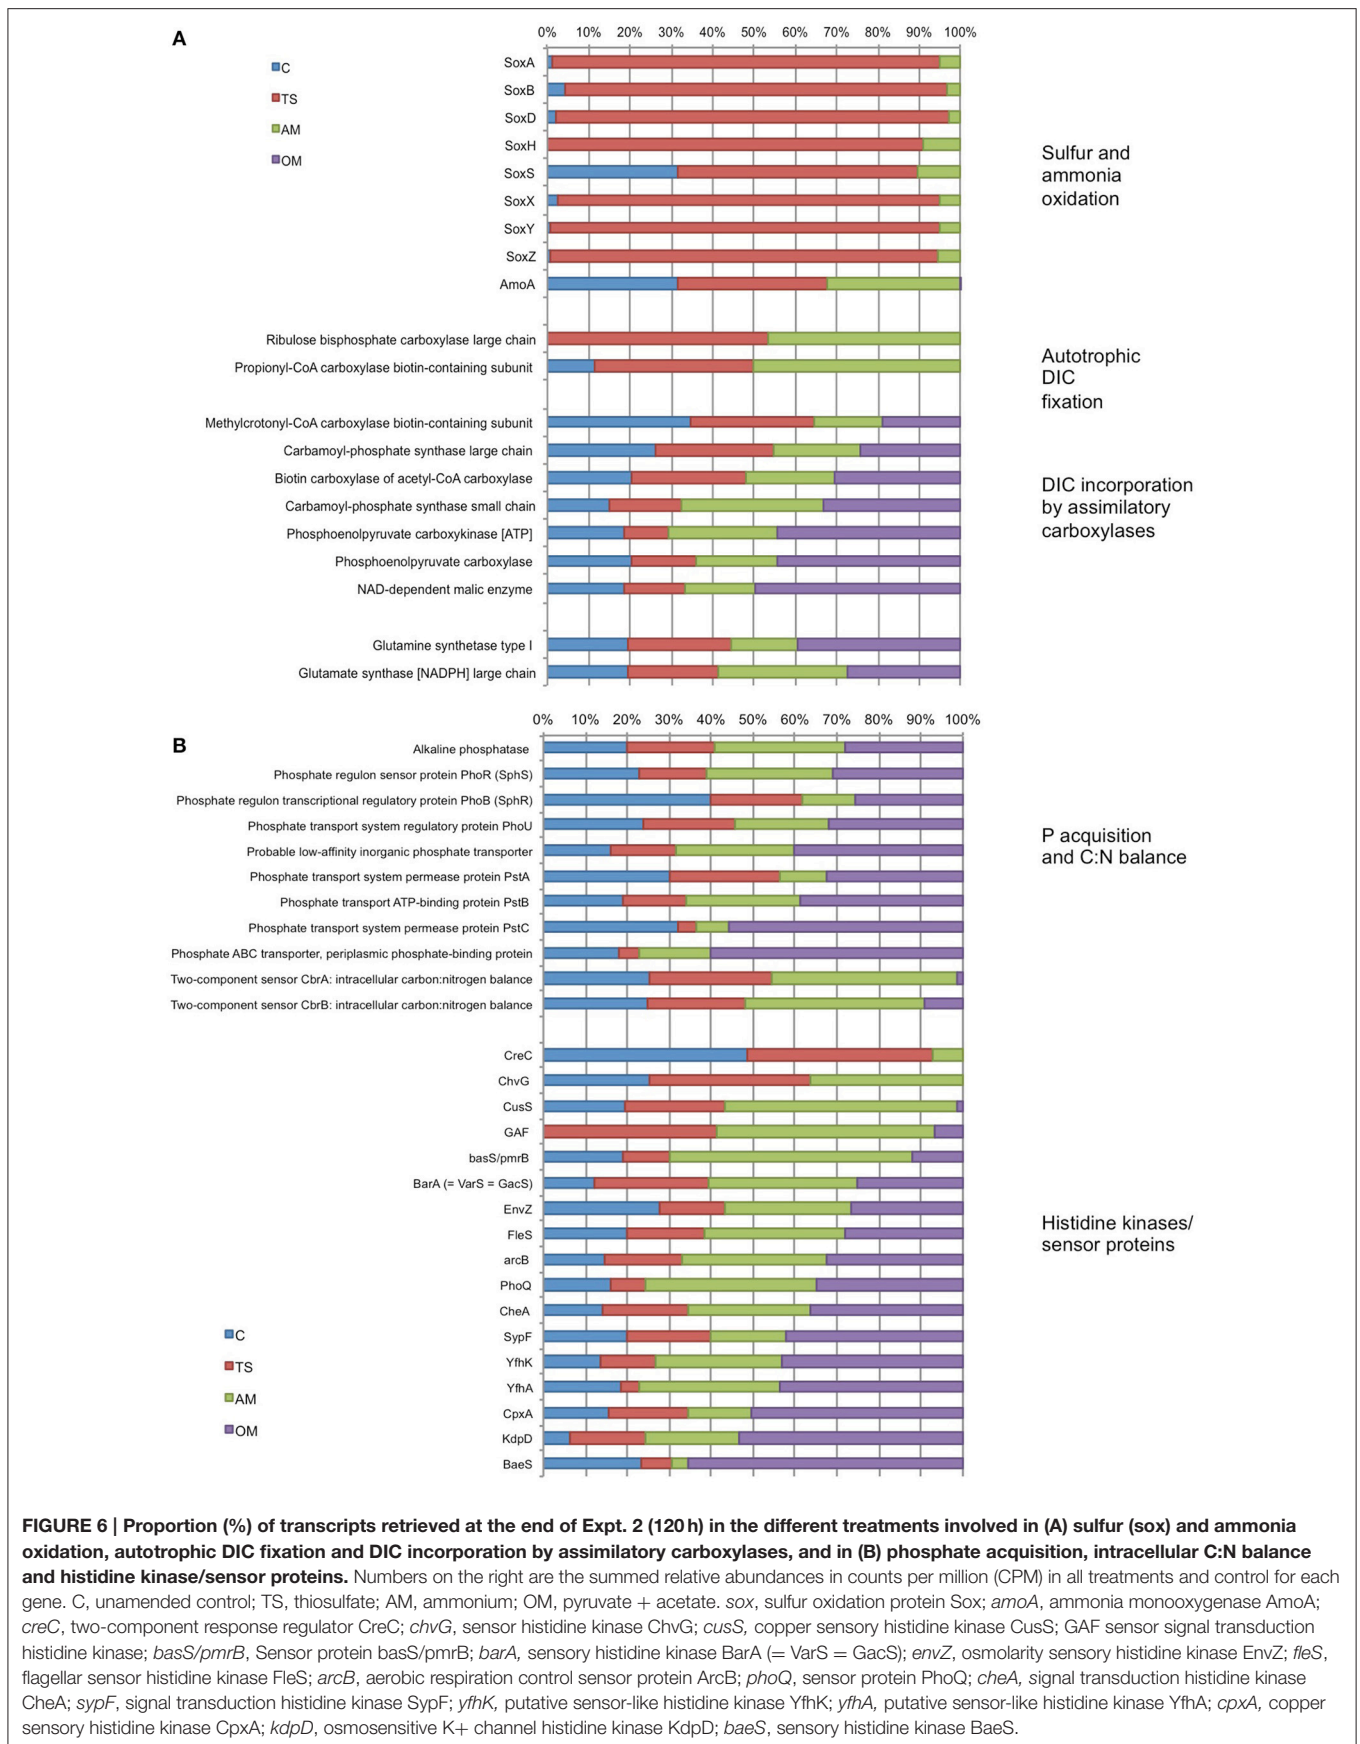 A
0% 10% 20% 30% 40% 50% 60% 70% 80% 90% 100%
C
TS
AM
OM
SoxA
SoxB
SoxD
SoxH
SoxS
SoxX
SoxY
SoxZ
AmoA
Sulfur and
ammonia
oxidation
Ribulose bisphosphate carboxylase large chain
Propionyl-CoA carboxylase biotin-containing subunit
Autotrophic
DIC
fixation
Methylcrotonyl-CoA carboxylase biotin-containing subunit
Carbamoyl-phosphate synthase large chain
Biotin carboxylase of acetyl-CoA carboxylase
Carbamoyl-phosphate synthase small chain
Phosphoenolpyruvate carboxykinase [ATP]
Phosphoenolpyruvate carboxylase
NAD-dependent malic enzyme
DIC incorporation
by assimilatory
carboxylases
Glutamine synthetase type I
Glutamate synthase [NADPH] large chain
B
0% 10% 20% 30% 40% 50% 60% 70% 80% 90% 100%
Alkaline phosphatase
Phosphate regulon sensor protein PhoR (SphS)
Phosphate regulon transcriptional regulatory protein PhoB (SphR)
Phosphate transport system regulatory protein PhoU
Probable low-affinity inorganic phosphate transporter
Phosphate transport system permease protein PstA
Phosphate transport ATP-binding protein PstB
Phosphate transport system permease protein PstC
Phosphate ABC transporter, periplasmic phosphate-binding protein
Two-component sensor CbrA: intracellular carbon:nitrogen balance
Two-component sensor CbrB: intracellular carbon:nitrogen balance
P acquisition
and C:N balance
CreC
ChvG
CusS
GAF
basS/pmrB
BarA (= VarS = GacS)
EnvZ
FleS
arcB
PhoQ
CheA
SypF
YfhK
YfhA
CpxA
KdpD
BaeS
Histidine kinases/
sensor proteins
C
TS
AM
OM
FIGURE 6 | Proportion (%) of transcripts retrieved at the end of Expt. 2 (120 h) in the different treatments involved in (A) sulfur (sox) and ammonia
oxidation, autotrophic DIC fixation and DIC incorporation by assimilatory carboxylases, and in (B) phosphate acquisition, intracellular C:N balance
and histidine kinase/sensor proteins. Numbers on the right are the summed relative abundances in counts per million (CPM) in all treatments and control for each
gene. C, unamended control; TS, thiosulfate; AM, ammonium; OM, pyruvate + acetate. sox, sulfur oxidation protein Sox; amoA, ammonia monooxygenase AmoA;
creC, two-component response regulator CreC; chvG, sensor histidine kinase ChvG; cusS, copper sensory histidine kinase CusS; GAF sensor signal transduction
histidine kinase; basS/pmrB, Sensor protein basS/pmrB; barA, sensory histidine kinase BarA (= VarS = GacS); envZ, osmolarity sensory histidine kinase EnvZ; fleS,
flagellar sensor histidine kinase FleS; arcB, aerobic respiration control sensor protein ArcB; phoQ, sensor protein PhoQ; cheA, signal transduction histidine kinase
CheA; sypF, signal transduction histidine kinase SypF; yfhK, putative sensor-like histidine kinase YfhK; yfhA, putative sensor-like histidine kinase YfhA; cpxA, copper
sensory histidine kinase CpxA; kdpD, osmosensitive K+ channel histidine kinase KdpD; baeS, sensory histidine kinase BaeS.